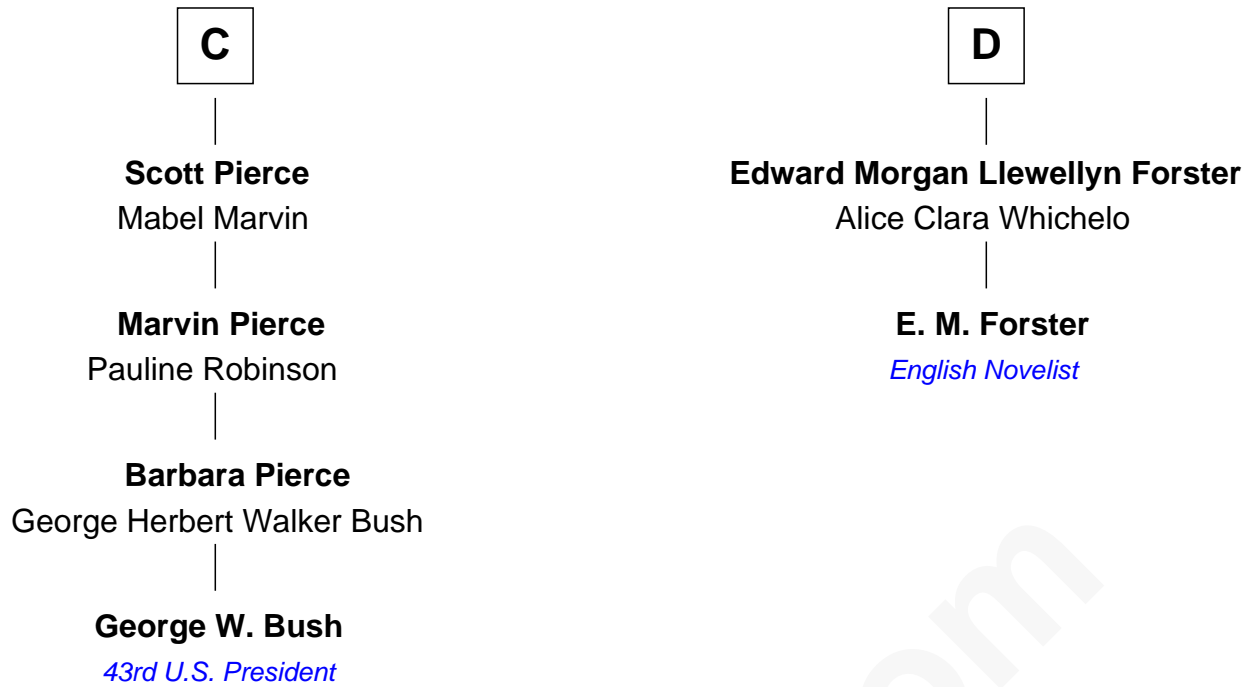 C
Scott Pierce
Mabel Marvin
Marvin Pierce
Pauline Robinson
Barbara Pierce
George Herbert Walker Bush
George W. Bush
43rd U.S. President
D
Edward Morgan Llewellyn Forster
Alice Clara Whichelo
E. M. Forster
English Novelist
om